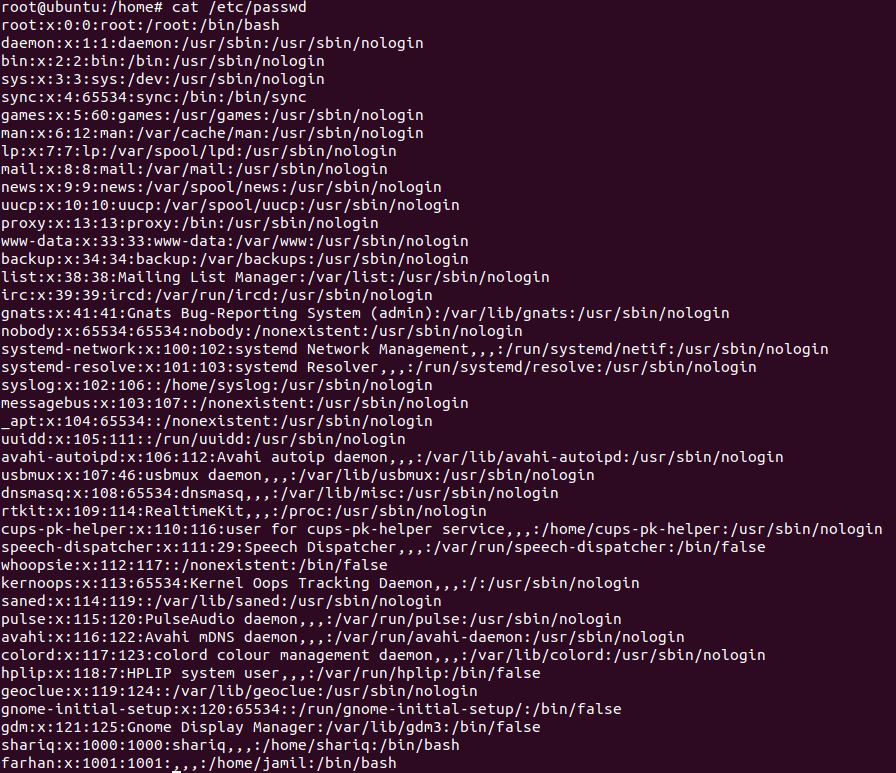 root@ubuntu:/home# cat /etc/passwd
root:x:0:0:root:/root:/bin/bash
daemon:x:1:1:daemon:/usr/sbin:/usr/sbin/nologin
bin:x:2:2:bin:/bin:/usr/sbin/nologin
sys:x:3:3:sys:/dev:/usr/sbin/nologin
sync:x:4:65534:sync:/bin:/bin/sync
games:x:5:60:games:/usr/games:/usr/sbin/nologin
man:x:6:12:man:/var/cache/man:/usr/sbin/nologin
lp:x:7:7:lp:/var/spool/lpd:/usr/sbin/nologin
mail:x:8:8:mail:/var/mail:/usr/sbin/nologin
news:x:9:9:news:/var/spool/news:/usr/sbin/nologin
uucp:x:10:10:uucp:/var/spool/uucp:/usr/sbin/nologin
proxy:x:13:13:proxy:/bin:/usr/sbin/nologin
www-data:x:33:33:www-data:/var/www:/usr/sbin/nologin
backup:x:34:34:backup:/var/backups:/usr/sbin/nologin
list:x:38:38:Mailing List Manager:/var/list:/usr/sbin/nologin
irc:x:39:39:ircd:/var/run/ircd:/usr/sbin/nologin
gnats:x:41:41:Gnats Bug-Reporting System (admin):/var/lib/gnats:/usr/sbin/nologin
nobody:x:65534:65534:nobody:/nonexistent:/usr/sbin/nologin
systemd-network:x:100:102:systemd Network Management,,,:/run/systemd/netif:/usr/sbin/nologin
systemd-resolve:x:101:103:systemd Resolver,,,:/run/systemd/resolve:/usr/sbin/nologin
syslog:x:102:106::/home/syslog:/usr/sbin/nologin
messagebus:x:103:107::/nonexistent:/usr/sbin/nologin
_apt:x:104:65534::/nonexistent:/usr/sbin/nologin
uuidd:x:105:111::/run/uuidd:/usr/sbin/nologin
avahi-autoipd:x:106:112:Avahi autoip daemon,,,:/var/lib/avahi-autoipd:/usr/sbin/nologin
usbmux:x:107:46:usbmux daemon,,,:/var/lib/usbmux:/usr/sbin/nologin
dnsmasq:x:108:65534:dnsmasq,,,:/var/lib/misc:/usr/sbin/nologin
rtkit:x:109:114:RealtimeKit,,,:/proc:/usr/sbin/nologin
cups-pk-helper:x:110:116:user for cups-pk-helper service,,,:/home/cups-pk-helper:/usr/sbin/nologin
speech-dispatcher:x:111:29:Speech Dispatcher,,,:/var/run/speech-dispatcher:/bin/false
whoopsie:x:112:117::/nonexistent:/bin/false
kernoops:x:113:65534:Kernel Oops Tracking Daemon,,,:/:/usr/sbin/nologin
saned:x:114:119::/var/lib/saned:/usr/sbin/nologin
pulse:x:115:120:PulseAudio daemon,,,:/var/run/pulse:/usr/sbin/nologin
avahi:x:116:122:Avahi mDNS daemon,,,:/var/run/avahi-daemon:/usr/sbin/nologin
colord:x:117:123:colord colour management daemon,,,:/var/lib/colord:/usr/sbin/nologin
hplip:x:118:7:HPLIP system user,,,:/var/run/hplip:/bin/false
geoclue:x:119:124::/var/lib/geoclue:/usr/sbin/nologin
gnome-initial-setup:x:120:65534::/run/gnome-initial-setup/:/bin/false
gdm:x:121:125:Gnome Display Manager:/var/lib/gdm3:/bin/false
shariq:x:1000:1000:shariq,,,:/home/shariq:/bin/bash
farhan:x:1001:1001:,,,:/home/jamil:/bin/bash